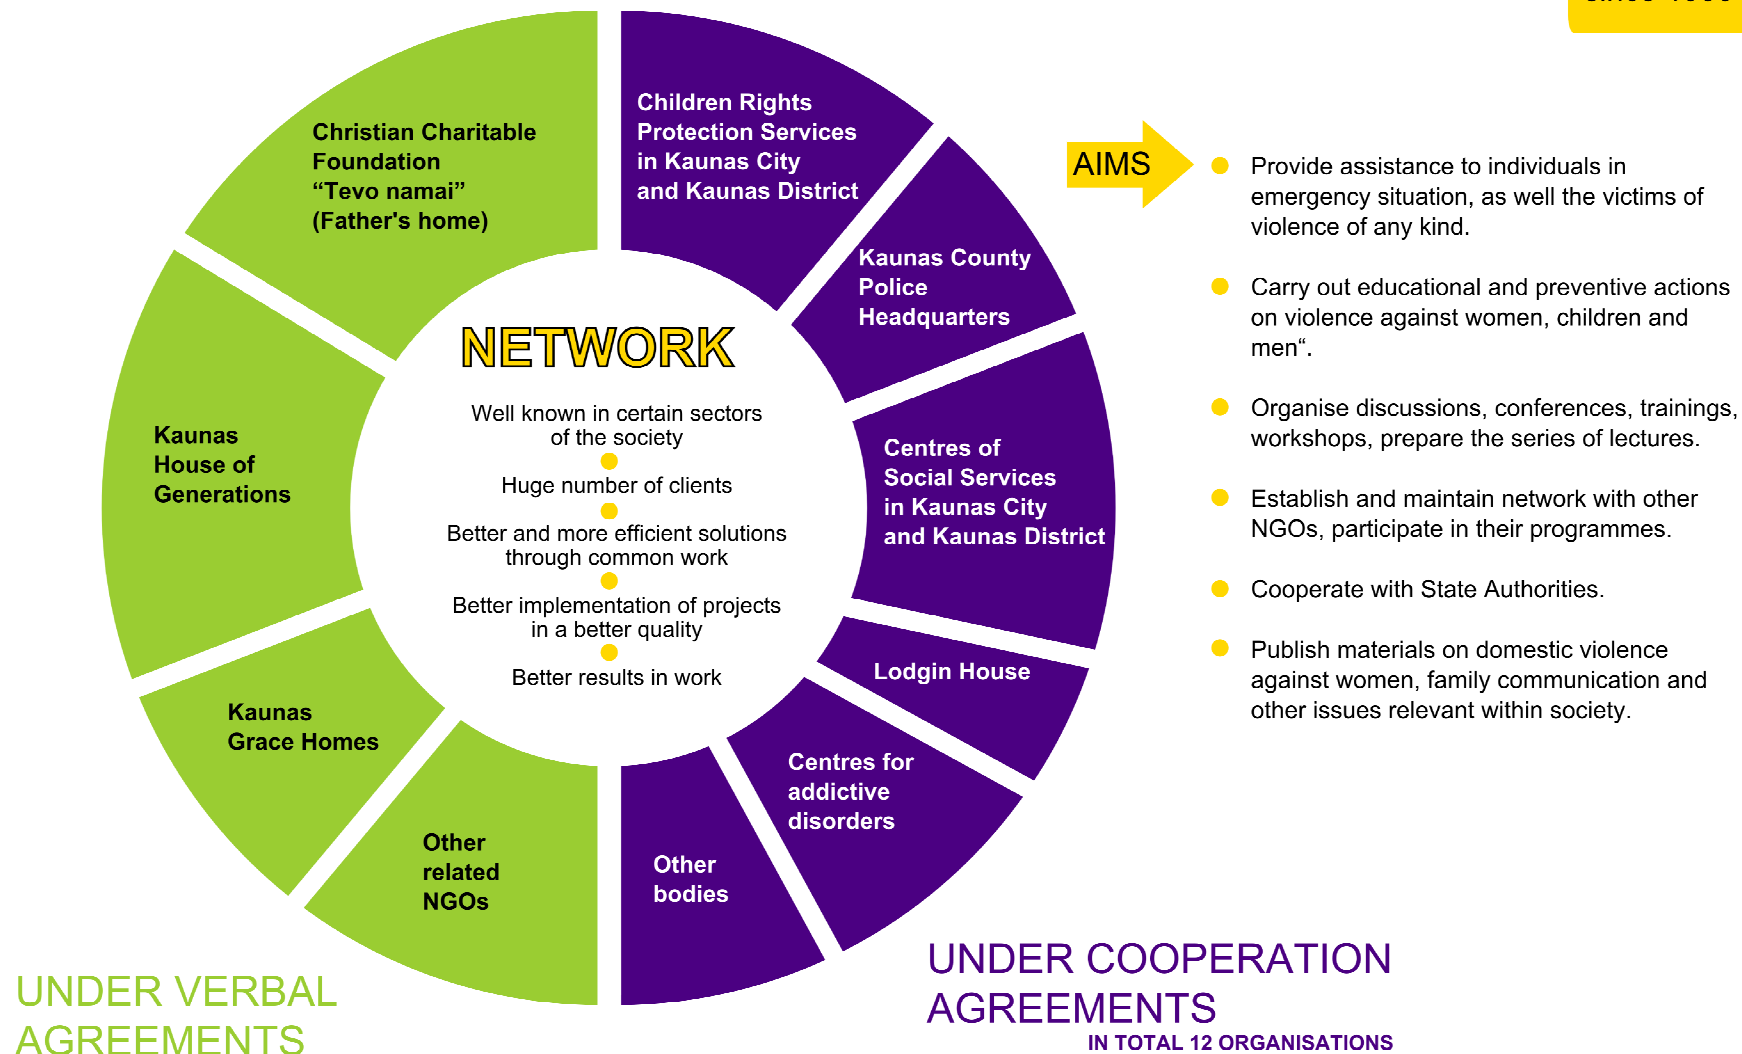 Christian Charitable
Foundation
“Tevo namai”
(Father's home)
Children Rights
Protection Services
in Kaunas City
and Kaunas District
Kaunas County
Police
Headquarters
Centres of
Social Services
in Kaunas City
and Kaunas District
Lodgin House
Centres for
addictive
disorders
Other
bodies
Other
related
NGOs
Kaunas
Grace Homes
Kaunas
House of
Generations
NETWORK
Well known in certain sectors
of the society
Huge number of clients
Better and more efficient solutions
through common work
Better implementation of projects
in a better quality
Better results in work
AIMS
Provide assistance to individuals in
emergency situation, as well the victims of
violence of any kind.
Carry out educational and preventive actions
on violence against women, children and
men“.
Organise discussions, conferences, trainings,
workshops, prepare the series of lectures.
Establish and maintain network with other
NGOs, participate in their programmes.
Cooperate with State Authorities.
Publish materials on domestic violence
against women, family communication and
other issues relevant within society.
UNDER VERBAL
AGREEMENTS
UNDER COOPERATION
AGREEMENTS
IN TOTAL 12 ORGANISATIONS